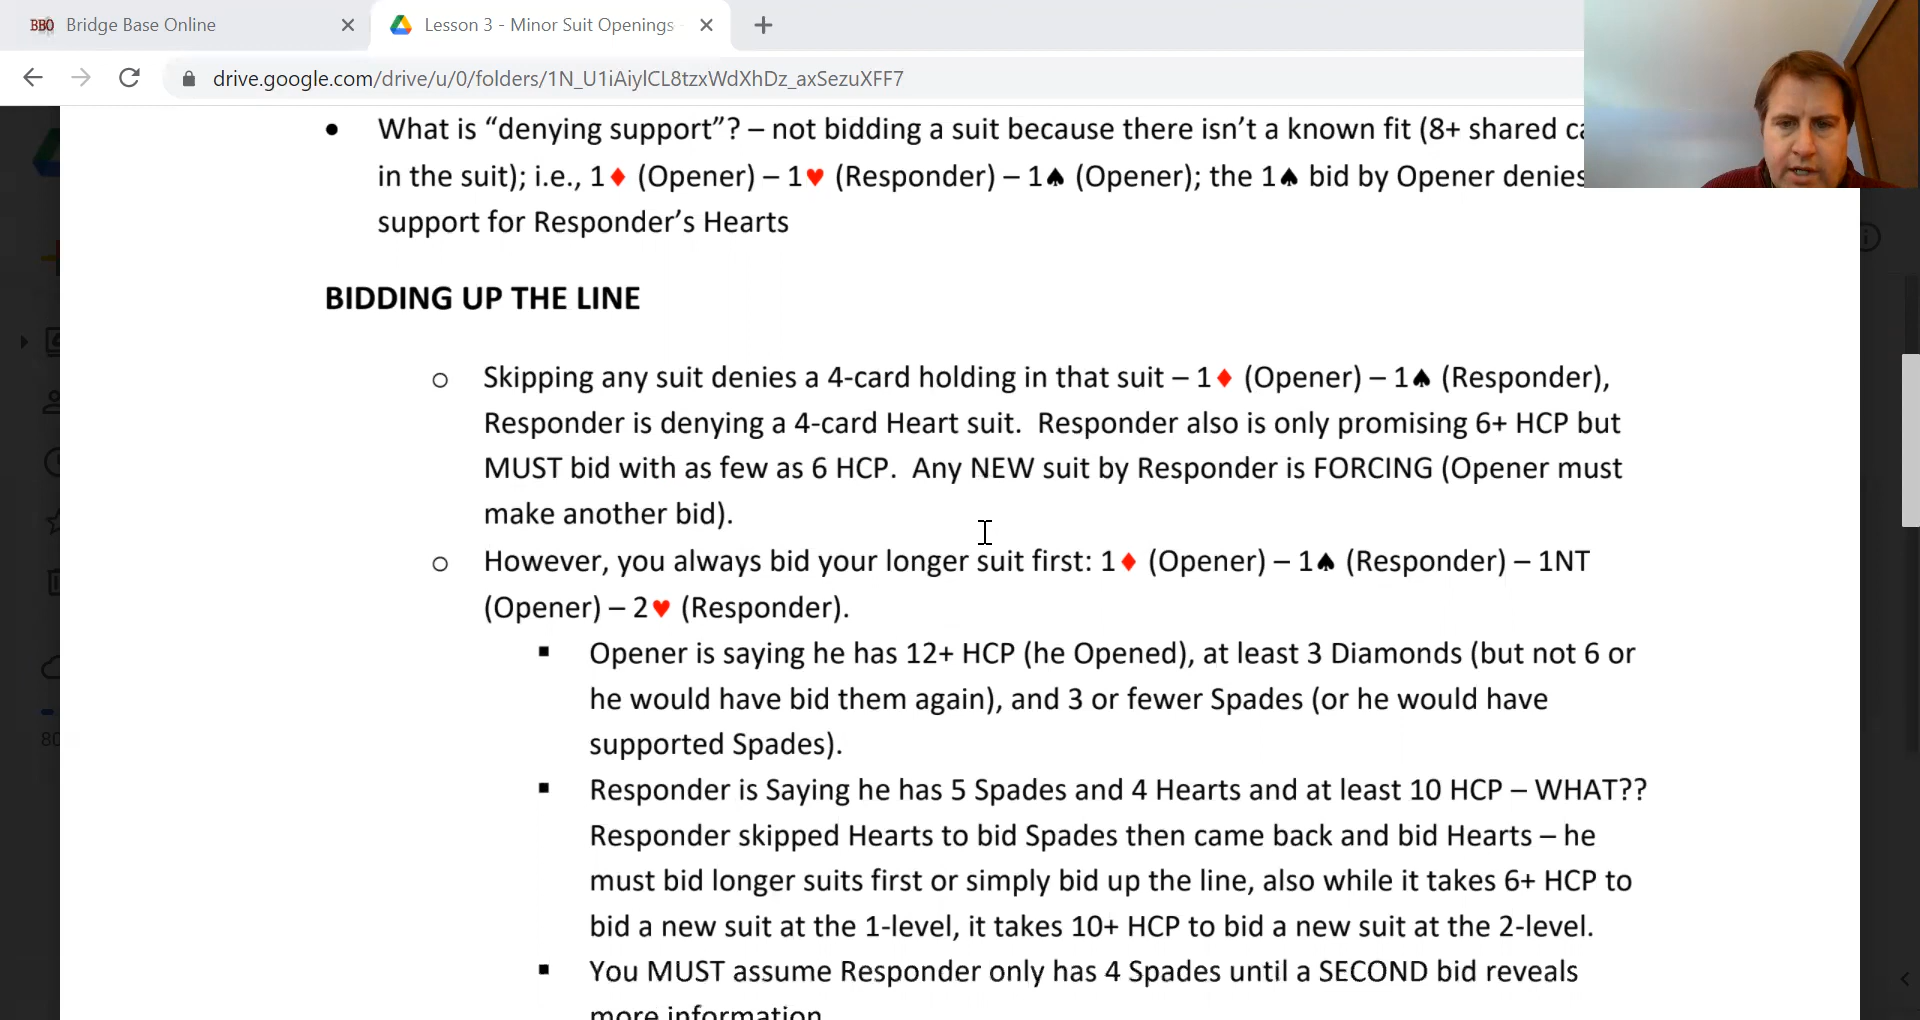 BBO Bridge Base Online
Lesson 3 - Minor Suit Openings
drive.google.com/drive/u/0/folders/1N_U1iAiylCL8tzxWdXhDz_axSezuXFF7
• What is “denying support”? – not bidding a suit because there isn’t a known fit (8+ shared
in the suit); i.e., 1♦ (Opener) – 1♥ (Responder) – 1♠ (Opener); the 1♠ bid by Opener denies
support for Responder’s Hearts
BIDDING UP THE LINE
o Skipping any suit denies a 4-card holding in that suit – 1♦ (Opener) – 1♠ (Responder),
Responder is denying a 4-card Heart suit. Responder also is only promising 6+ HCP but
MUST bid with as few as 6 HCP. Any NEW suit by Responder is FORCING (Opener must
make another bid).
o However, you always bid your longer suit first: 1♦ (Opener) – 1♠ (Responder) – 1NT
(Opener) – 2♥ (Responder).
▪ Opener is saying he has 12+ HCP (he Opened), at least 3 Diamonds (but not 6 or
he would have bid them again), and 3 or fewer Spades (or he would have
supported Spades).
▪ Responder is Saying he has 5 Spades and 4 Hearts and at least 10 HCP – WHAT??
Responder skipped Hearts to bid Spades then came back and bid Hearts – he
must bid longer suits first or simply bid up the line, also while it takes 6+ HCP to
bid a new suit at the 1-level, it takes 10+ HCP to bid a new suit at the 2-level.
▪ You MUST assume Responder only has 4 Spades until a SECOND bid reveals
more information